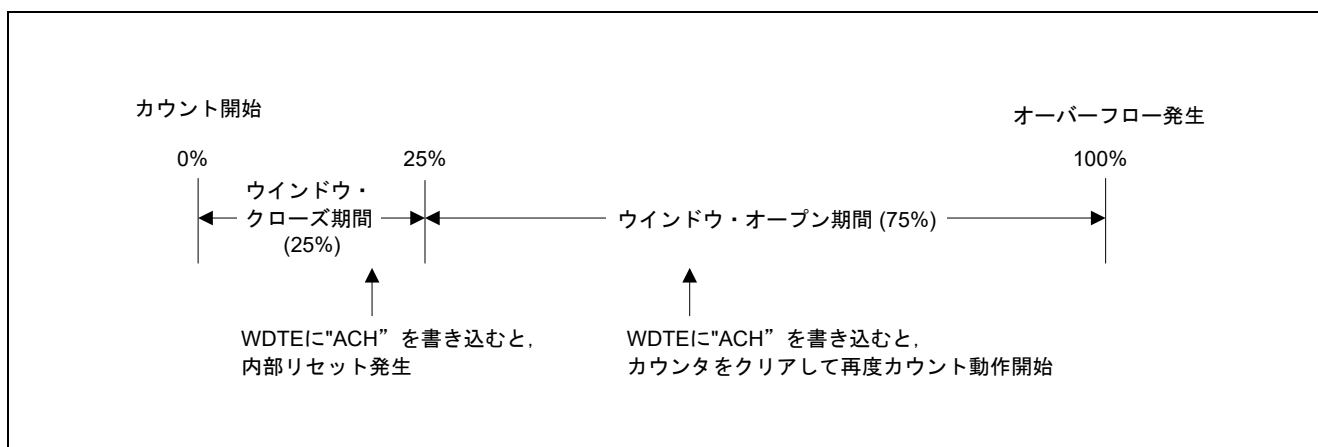 カウント開始
オーバーフロー発生
0%
25%
100%
ウインドウ・
クローズ期間
(25%)
ウインドウ・オープン期間 (75%)
WDTEに"ACH”を書き込むと,
内部リセット発生
WDTEに"ACH”を書き込むと,
カウンタをクリアして再度カウント動作開始